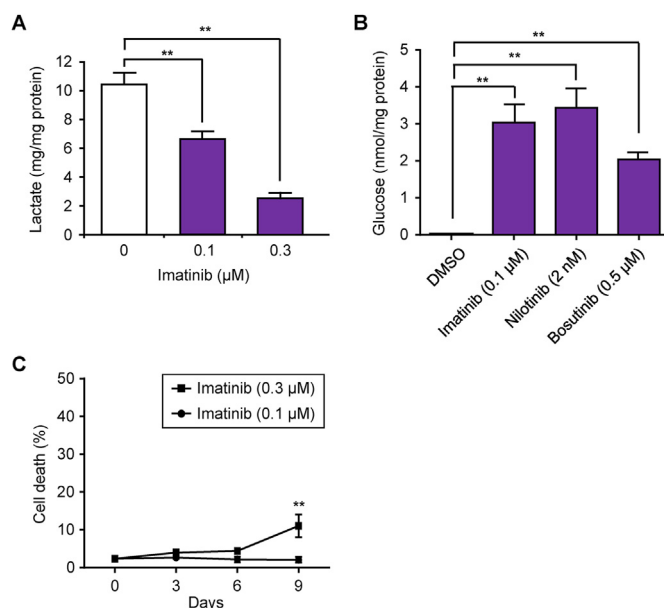 A
**
**
Lactate (mg/mg protein)
12
10
8
6
4
2
0
0
0.1
0.3
Imatinib (µM)
B
**
**
**
Glucose (nmol/mg protein)
5
4
3
2
1
0
DMSO
Imatinib (0.1 µM)
Nilotinib (2 nM)
Bosutinib (0.5 µM)
C
Imatinib (0.3 µM)
Imatinib (0.1 µM)
Cell death (%)
50
40
30
20
10
0
**
0
3
6
9
Days